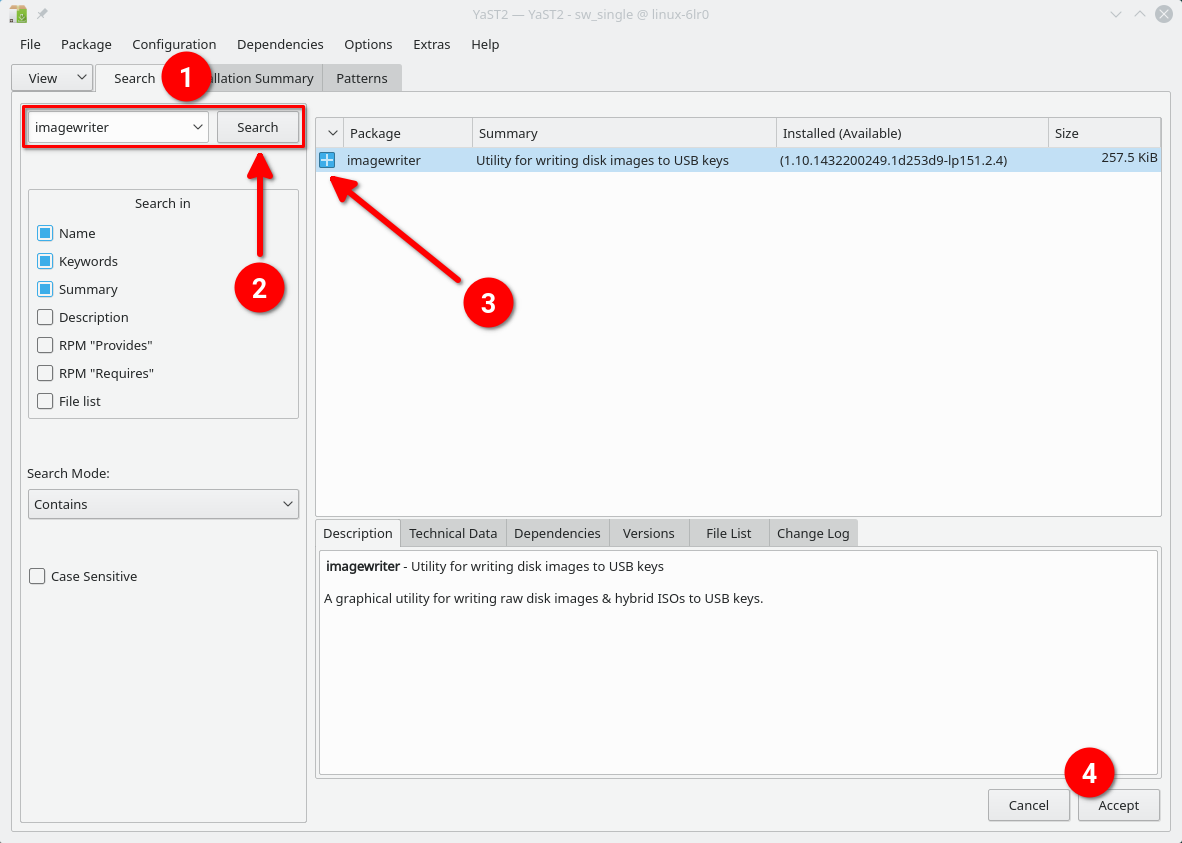 YaST2 — YaST2 - sw_single @ linux-6lr0
File Package Configuration Dependencies Options Extras Help
View Search 1 llation Summary Patterns
imagewriter Search
Package Summary Installed (Available) Size
imagewriter Utility for writing disk images to USB keys (1.10.1432200249.1d253d9-lp151.2.4) 257.5 KiB
Search in
Name
Keywords
Summary
Description
RPM "Provides"
RPM "Requires"
File list
2
3
Search Mode:
Contains
Case Sensitive
Description Technical Data Dependencies Versions File List Change Log
imagewriter - Utility for writing disk images to USB keys
A graphical utility for writing raw disk images & hybrid ISOs to USB keys.
4
Cancel Accept